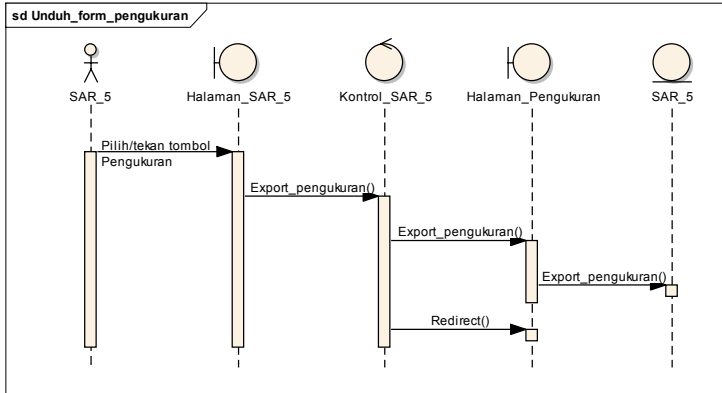 sd Unduh_form_pengukuran
SAR_5
Halaman_SAR_5
Kontrol_SAR_5
Halaman_Pengukuran
SAR_5
Pilih/tekan tombol
Pengukuran
Export_pengukuran()
Export_pengukuran()
Export_pengukuran()
Redirect()